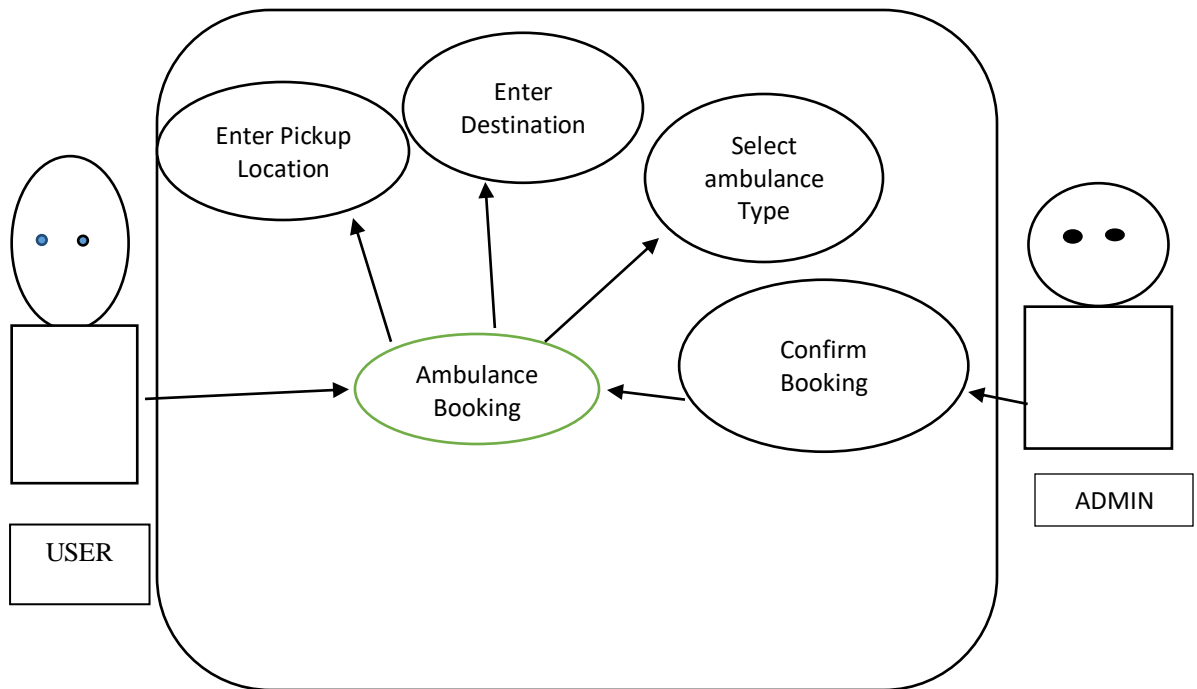 Enter
Destination
Enter Pickup
Location
Select
ambulance
Type
Confirm
Booking
Ambulance
Booking
USER
ADMIN